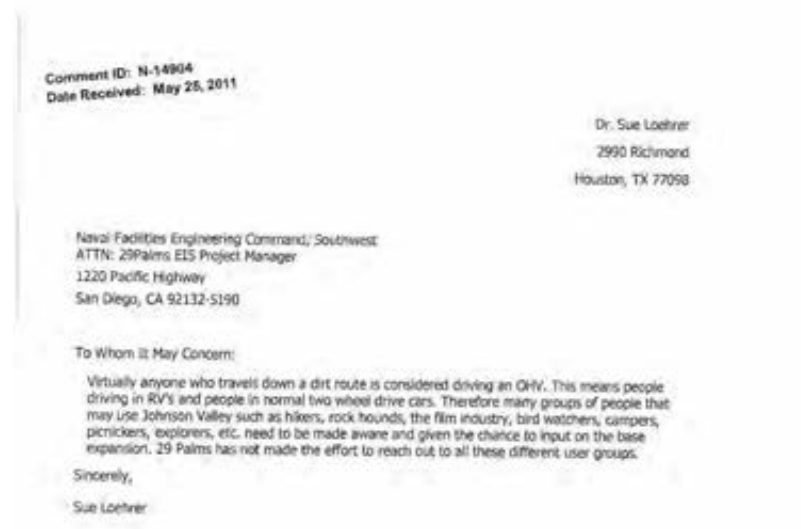 Comment ID: N-14904
Date Received: May 25, 2011
Dr. Sue Loehrer
2990 Richmond
Houston, TX 77098
Naval Facilities Engineering Command, Southwest
ATTN: 29Palms EIS Project Manager
1220 Pacific Highway
San Diego, CA 92132-5190
To Whom It May Concern:
Virtually anyone who travels down a dirt route is considered driving an OHV. This means people
driving in RV's and people in normal two wheel drive cars. Therefore many groups of people that
may use Johnson Valley such as hikers, rock hounds, the film industry, bird watchers, campers,
picnickers, explorers, etc. need to be made aware and given the chance to input on the base
expansion. 29 Palms has not made the effort to reach out to all these different user groups.
Sincerely,
Sue Loehrer